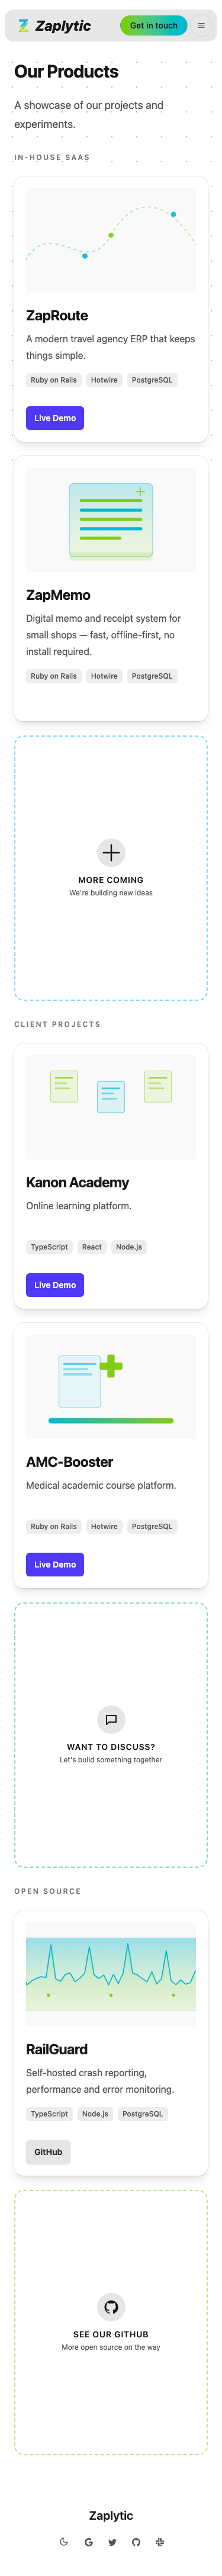 Zaplytic
Get in touch
Our Products
A showcase of our projects and
experiments.
IN-HOUSE SAAS
ZapRoute
A modern travel agency ERP that keeps
things simple.
Ruby on Rails Hotwire PostgreSQL
Live Demo
ZapMemo
Digital memo and receipt system for
small shops — fast, offline-first, no
install required.
Ruby on Rails Hotwire PostgreSQL
MORE COMING
We're building new ideas
CLIENT PROJECTS
Kanon Academy
Online learning platform.
TypeScript React Node.js
Live Demo
AMC-Booster
Medical academic course platform.
Ruby on Rails Hotwire PostgreSQL
Live Demo
WANT TO DISCUSS?
Let's build something together
OPEN SOURCE
RailGuard
Self-hosted crash reporting,
performance and error monitoring.
TypeScript Node.js PostgreSQL
GitHub
SEE OUR GITHUB
More open source on the way
Zaplytic